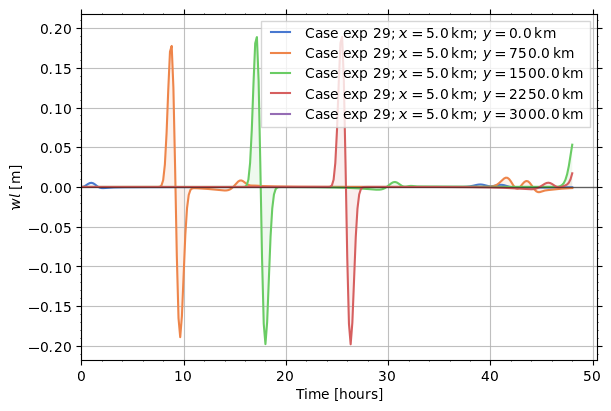 0.20
0.15
0.10
0.05
0.00
−0.05
−0.10
−0.15
−0.20
wl [m]
Case exp 29; x = 5.0 km; y = 0.0 km
Case exp 29; x = 5.0 km; y = 750.0 km
Case exp 29; x = 5.0 km; y = 1500.0 km
Case exp 29; x = 5.0 km; y = 2250.0 km
Case exp 29; x = 5.0 km; y = 3000.0 km
0 10 20 30 40 50
Time [hours]